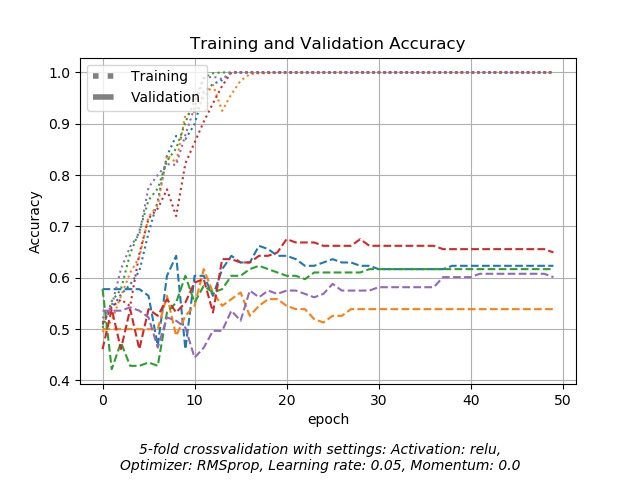 Training and Validation Accuracy
Training
Validation
1.0
0.9
0.8
0.7
0.6
0.5
0.4
Accuracy
0 10 20 30 40 50
epoch
5-fold crossvalidation with settings: Activation: relu,
Optimizer: RMSprop, Learning rate: 0.05, Momentum: 0.0